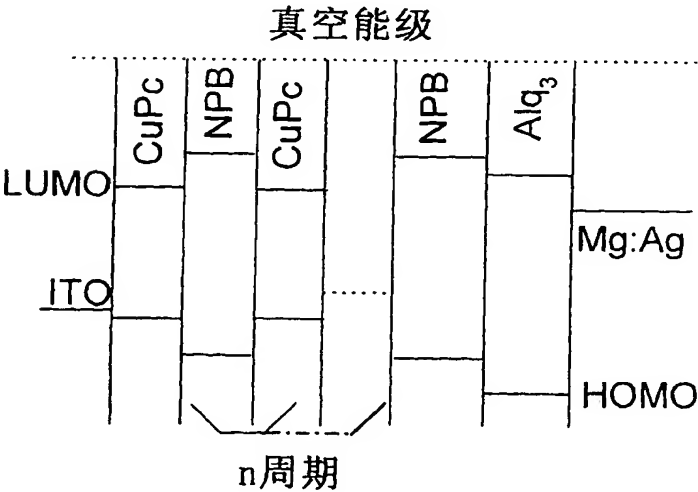 真空能级
CuPc
NPB
CuPc
NPB
Alq3
LUMO
Mg:Ag
ITO
HOMO
n周期